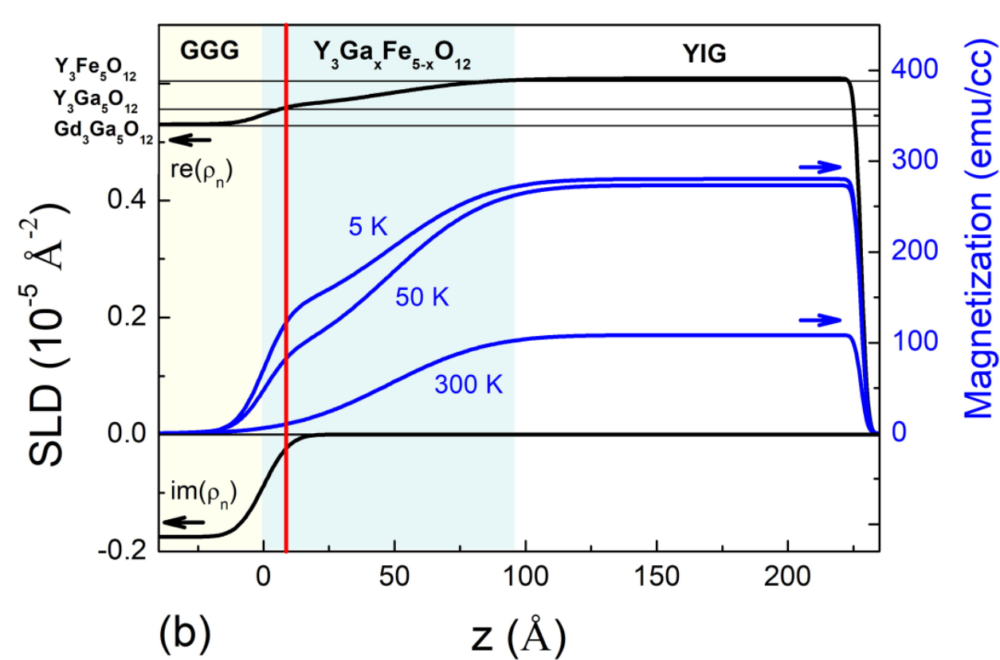 GGG Y3GaxFe5-xO12 YIG
Y3Fe5O12
Y3Ga5O12
Gd3Ga5O12
re(ρn)
im(ρn)
5 K
50 K
300 K
0.4
0.2
0.0
-0.2
SLD (10-5 Å-2)
400
300
200
100
0
Magnetization (emu/cc)
0 50 100 150 200
(b) z (Å)